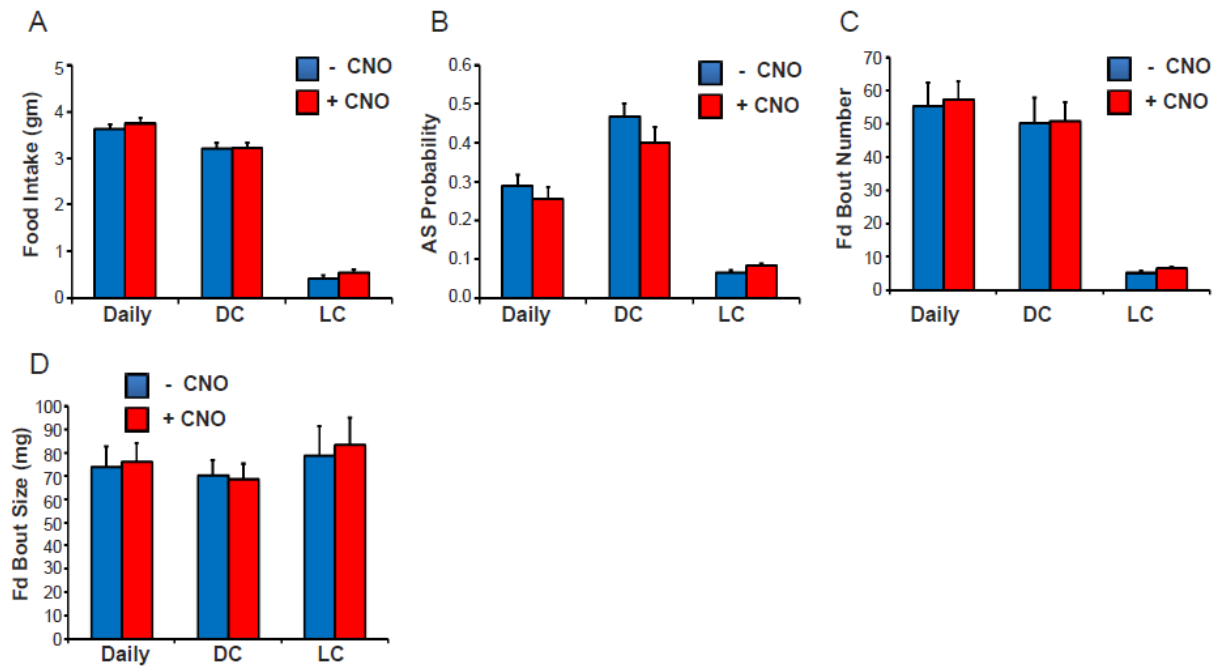 A
- CNO
+ CNO
Food Intake (gm)
5
4
3
2
1
0
Daily DC LC
B
- CNO
+ CNO
AS Probability
0.6
0.5
0.4
0.3
0.2
0.1
0.0
Daily DC LC
C
- CNO
+ CNO
Fd Bout Number
70
60
50
40
30
20
10
0
Daily DC LC
D
- CNO
+ CNO
Fd Bout Size (mg)
100
90
80
70
60
50
40
30
20
10
0
Daily DC LC